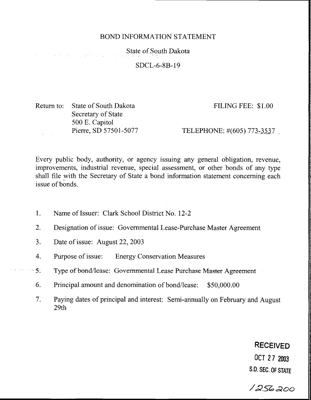 BOND INFORMATION STATEMENT
State of South Dakota
SDCL-6-8B-19
Return to: State of South Dakota FILING FEE: $1.00
Secretary of State
500 E. Capitol
Pierre, SD 57501-5077 TELEPHONE: #(605) 773-3537
Every public body, authority, or agency issuing any general obligation, revenue,
improvements, industrial revenue, special assessment, or other bonds of any type
shall file with the Secretary of State a bond information statement concerning each
issue of bonds.
1. Name of Issuer: Clark School District No. 12-2
2. Designation of issue: Governmental Lease-Purchase Master Agreement
3. Date of issue: August 22, 2003
4. Purpose of issue: Energy Conservation Measures
5. Type of bond/lease: Governmental Lease Purchase Master Agreement
6. Principal amount and denomination of bond/lease: $50,000.00
7. Paying dates of principal and interest: Semi-annually on February and August
29th
RECEIVED
OCT 27 2003
S.D. SEC. OF STATE
1256200